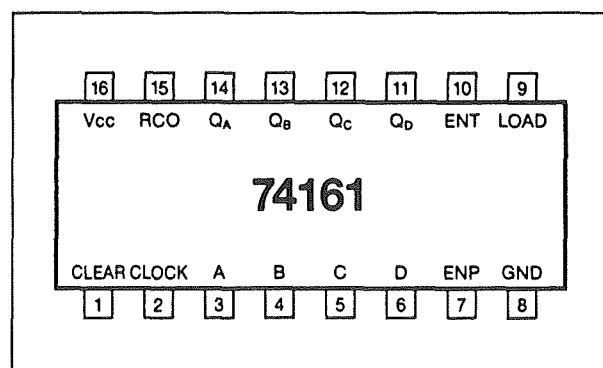 16 15 14 13 12 11 10 9
Vcc RCO QA QB QC QD ENT LOAD
74161
CLEAR CLOCK A B C D ENP GND
1 2 3 4 5 6 7 8